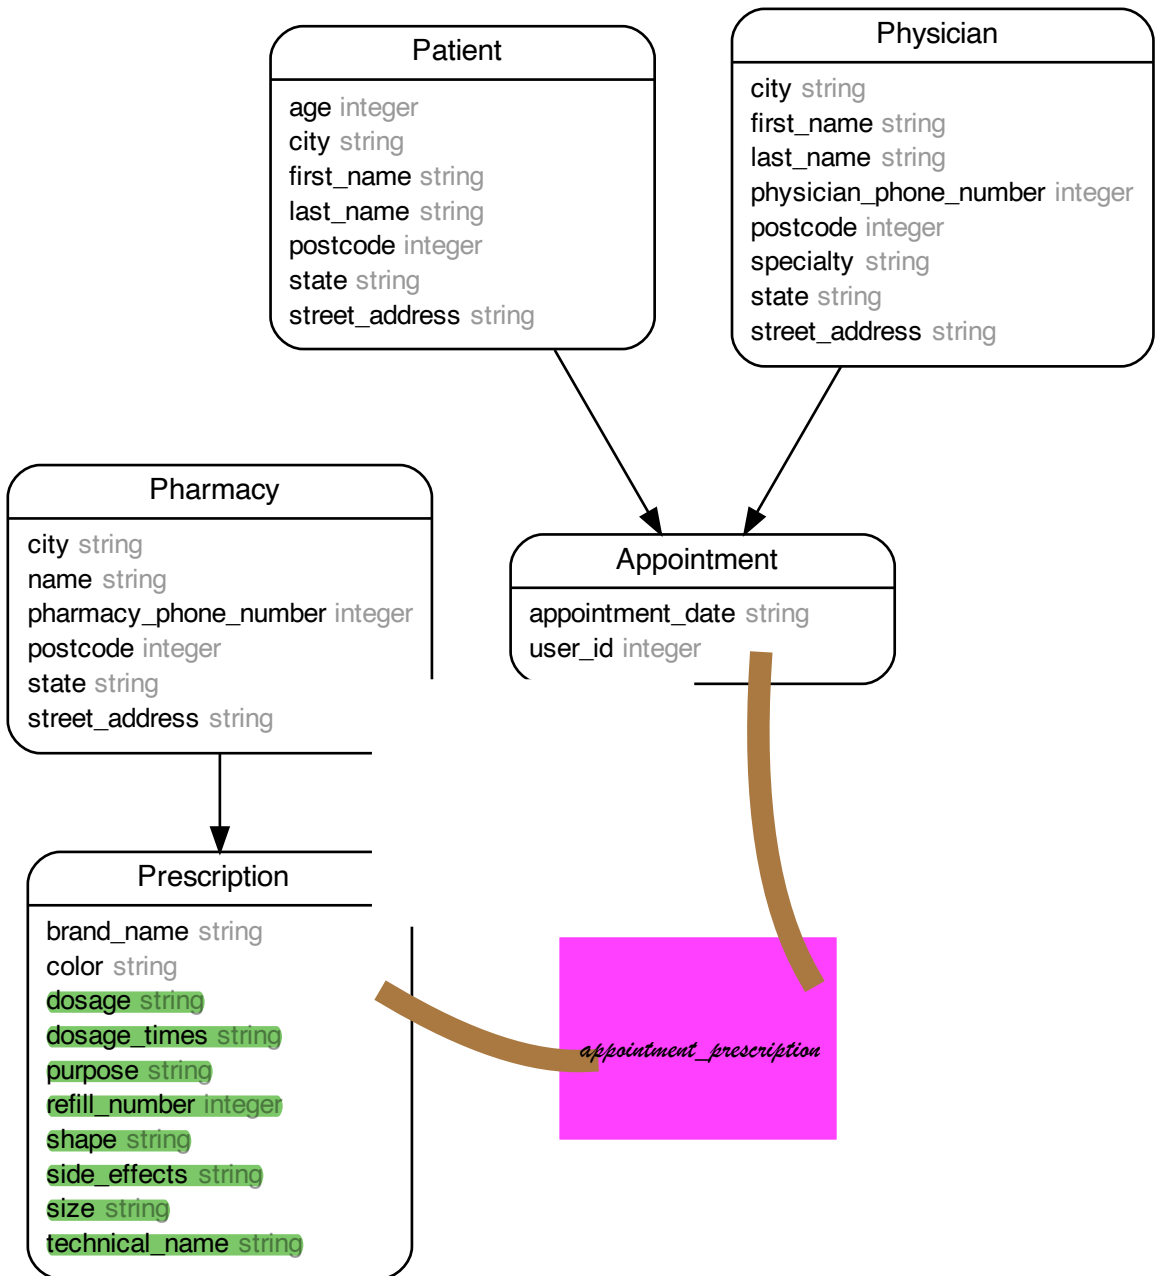 Patient
age integer
city string
first_name string
last_name string
postcode integer
state string
street_address string
Physician
city string
first_name string
last_name string
physician_phone_number integer
postcode integer
specialty string
state string
street_address string
Pharmacy
city string
name string
pharmacy_phone_number integer
postcode integer
state string
street_address string
Appointment
appointment_date string
user_id integer
Prescription
brand_name string
color string
dosage string
dosage_times string
purpose string
refill_number integer
shape string
side_effects string
size string
technical_name string
appointment_prescription